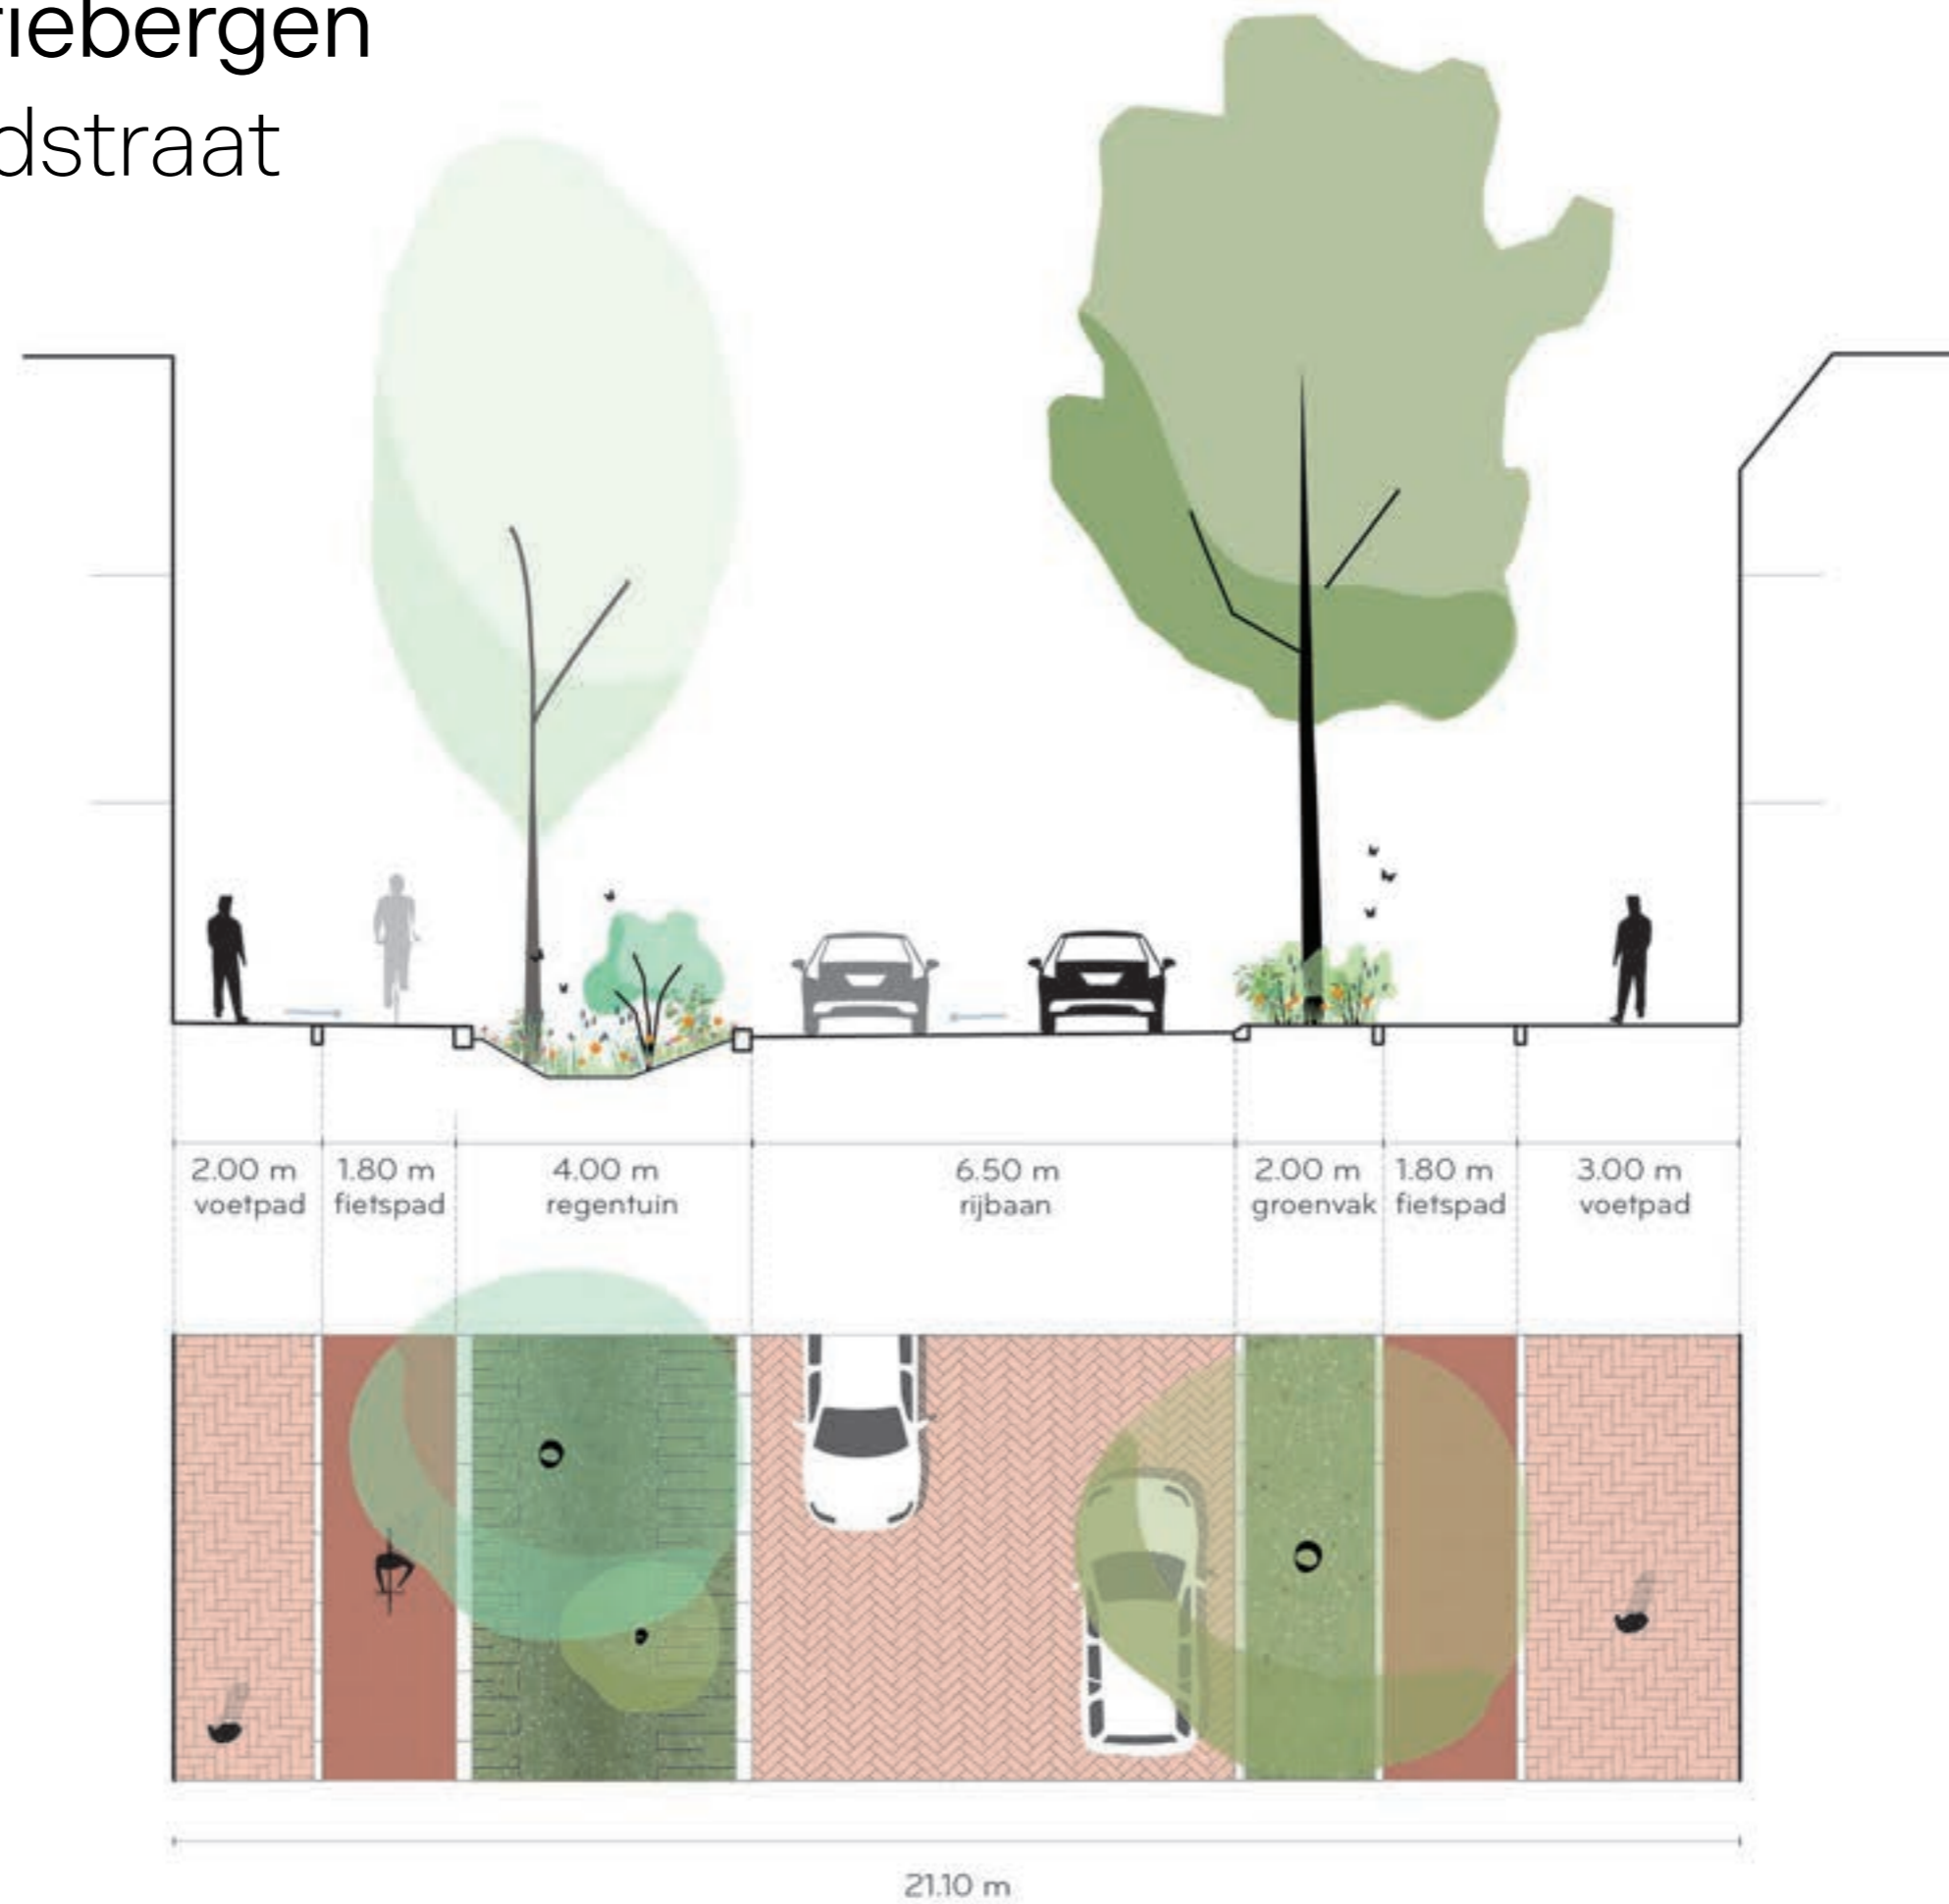 riebergen
dstraat
2.00 m 1.80 m 4.00 m 6.50 m 2.00 m 1.80 m 3.00 m
voetpad fietspad regentuin rijbaan groenvak fietspad voetpad
21.10 m